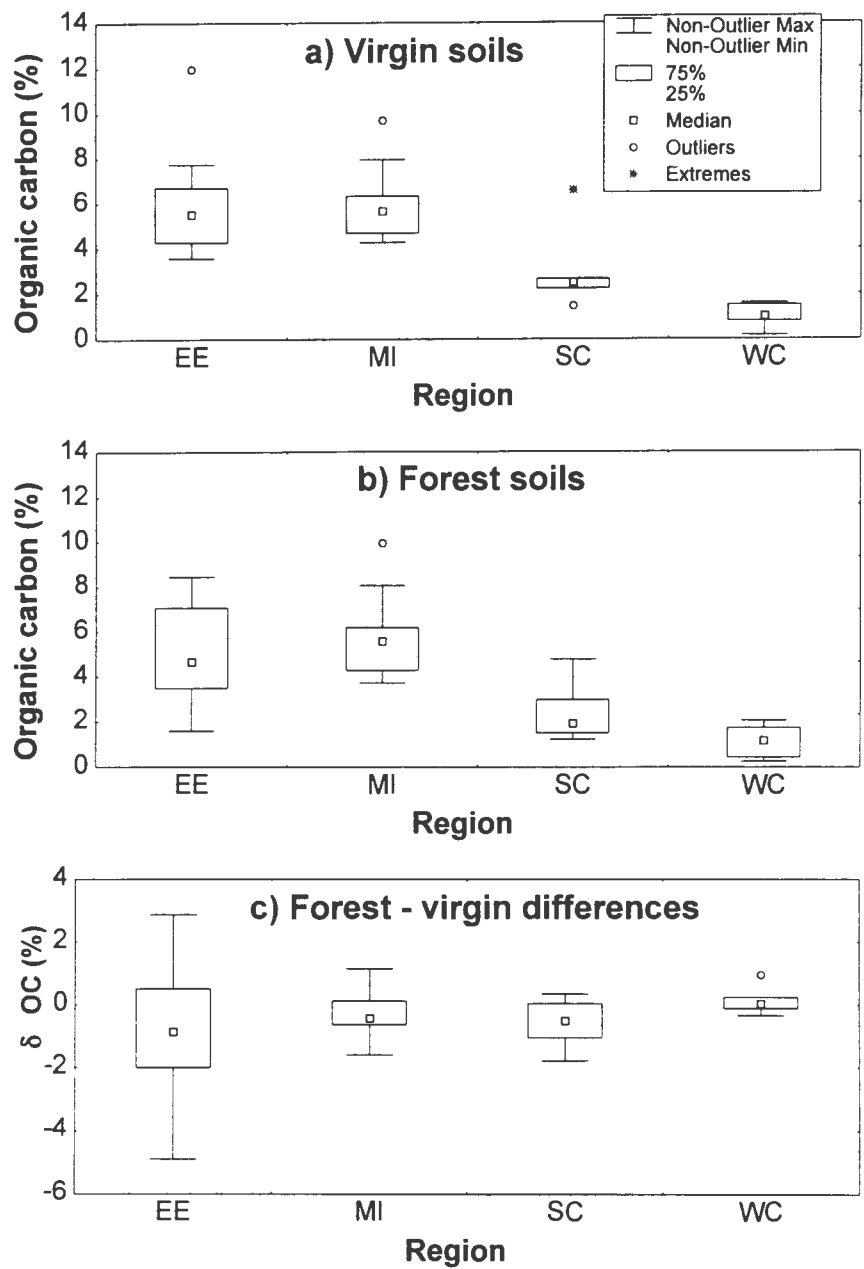 a) Virgin soils
Non-Outlier Max
Non-Outlier Min
75%
25%
Median
Outliers
Extremes
Organic carbon (%)
14
12
10
8
6
4
2
0
EE MI SC WC
Region
b) Forest soils
Organic carbon (%)
14
12
10
8
6
4
2
0
EE MI SC WC
Region
c) Forest - virgin differences
δ OC (%)
4
2
0
-2
-4
-6
EE MI SC WC
Region